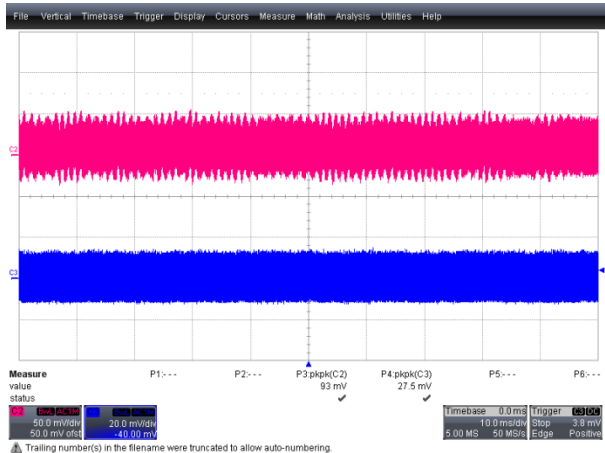 File Vertical Timebase Trigger Display Cursors Measure Math Analysis Utilities Help
C2
C3
Measure P1:- - - P2:- - - P3:pkpk(C2) P4:pkpk(C3) P5:- - - P6:- - -
value 93 mV 27.5 mV
status
C2 BwL AC1M
50.0 mV/div
50.0 mV ofst
20.0 mV/div
-40.00 mV
Timebase 0.0 ms
10.0 ms/div
5.00 MS 50 MS/s
Trigger C3 DC
Stop 3.8 mV
Edge Positive
Trailing number(s) in the filename were truncated to allow auto-numbering.